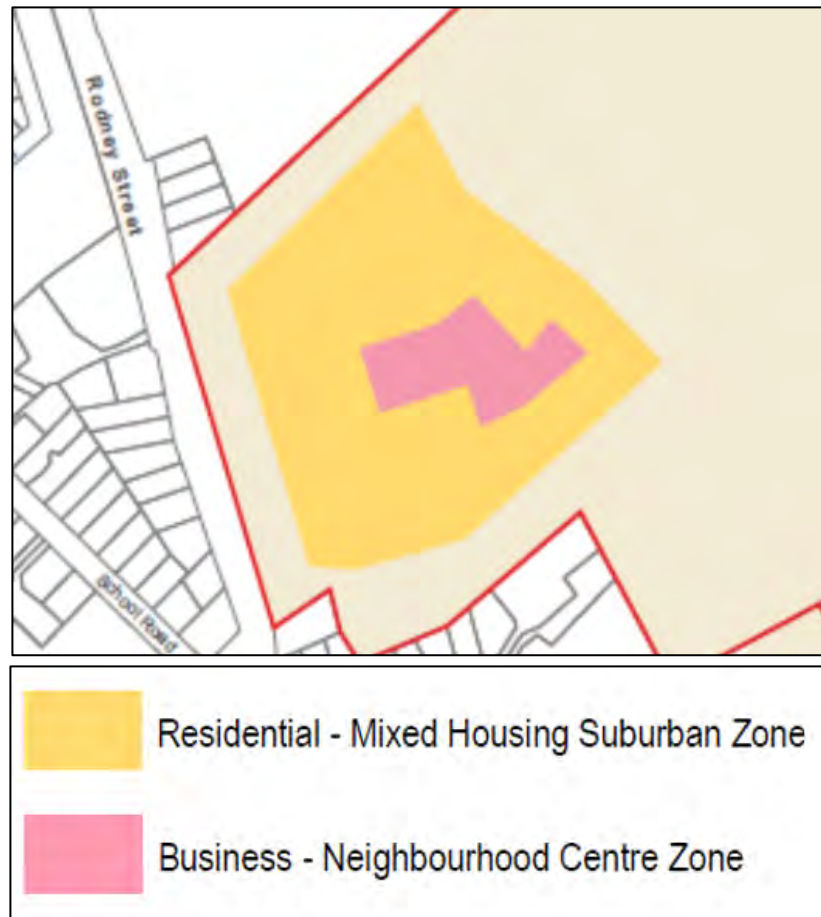 Rodney Street
School Road
Residential - Mixed Housing Suburban Zone
Business - Neighbourhood Centre Zone